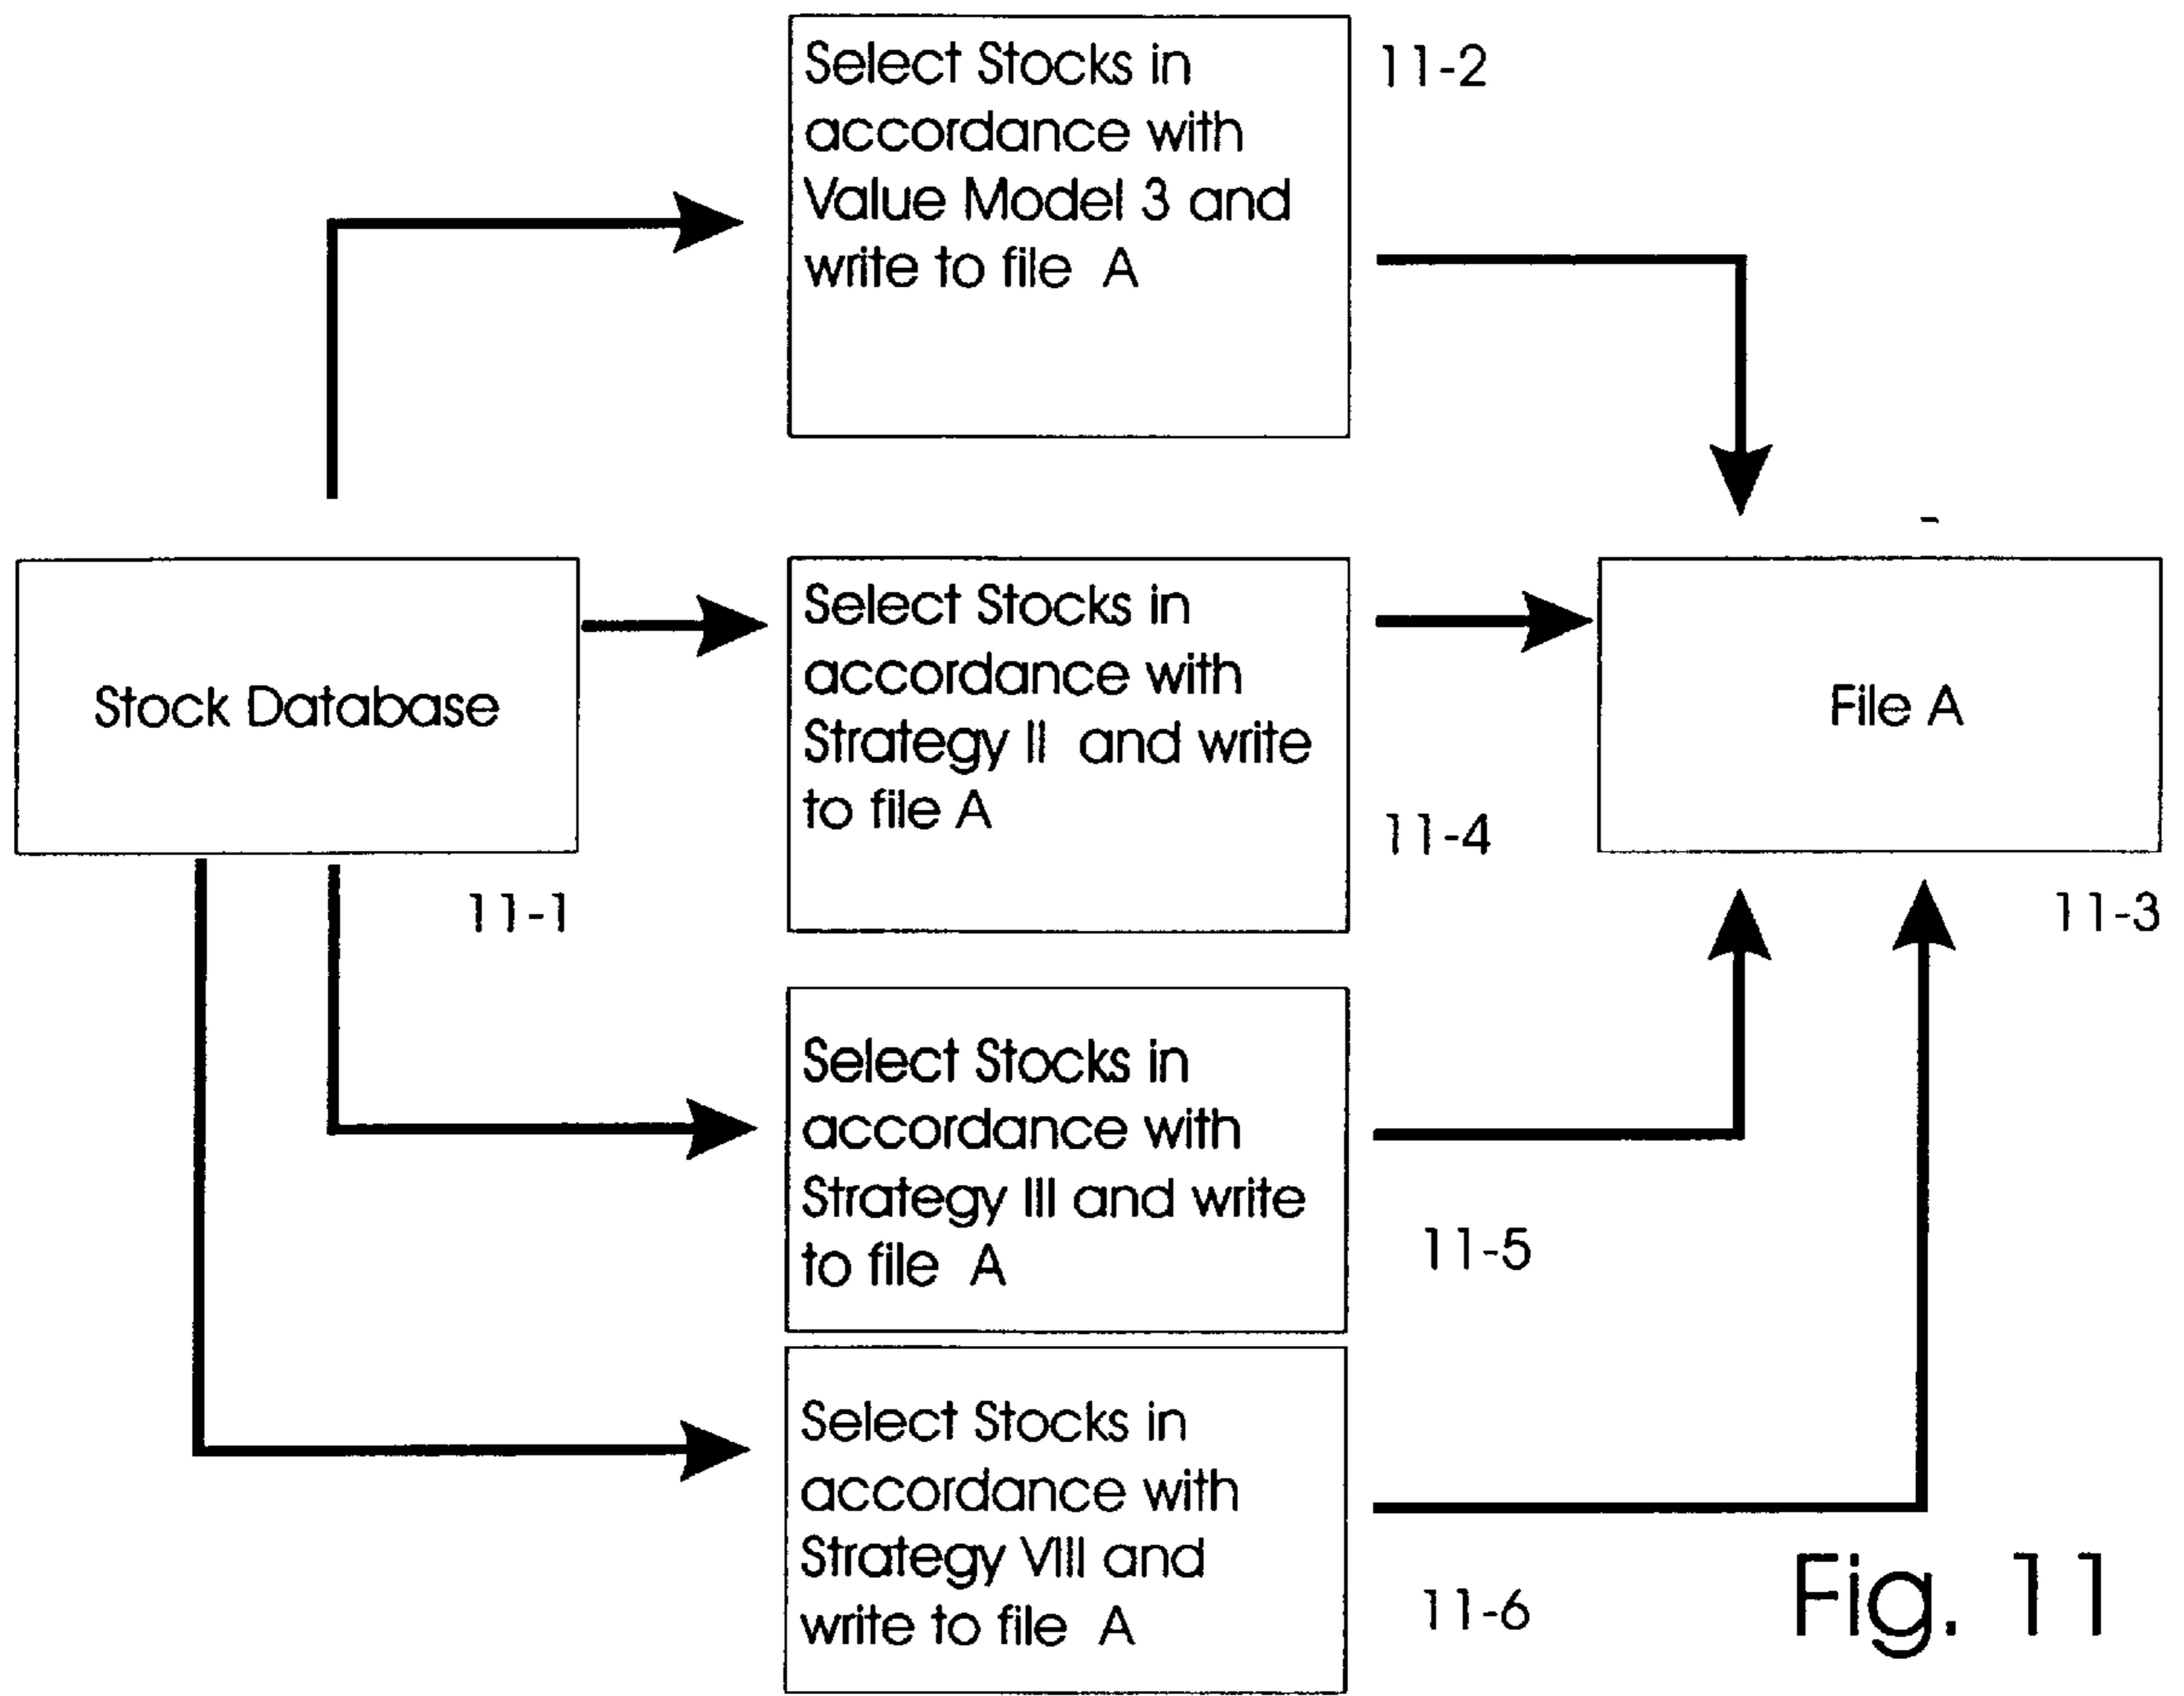 Select Stocks in
accordance with
Value Model 3 and
write to file A
11-2
Stock Database
11-1
Select Stocks in
accordance with
Strategy II and write
to file A
11-4
File A
11-3
Select Stocks in
accordance with
Strategy III and write
to file A
11-5
Select Stocks in
accordance with
Strategy VIII and
write to file A
11-6
Fig. 11